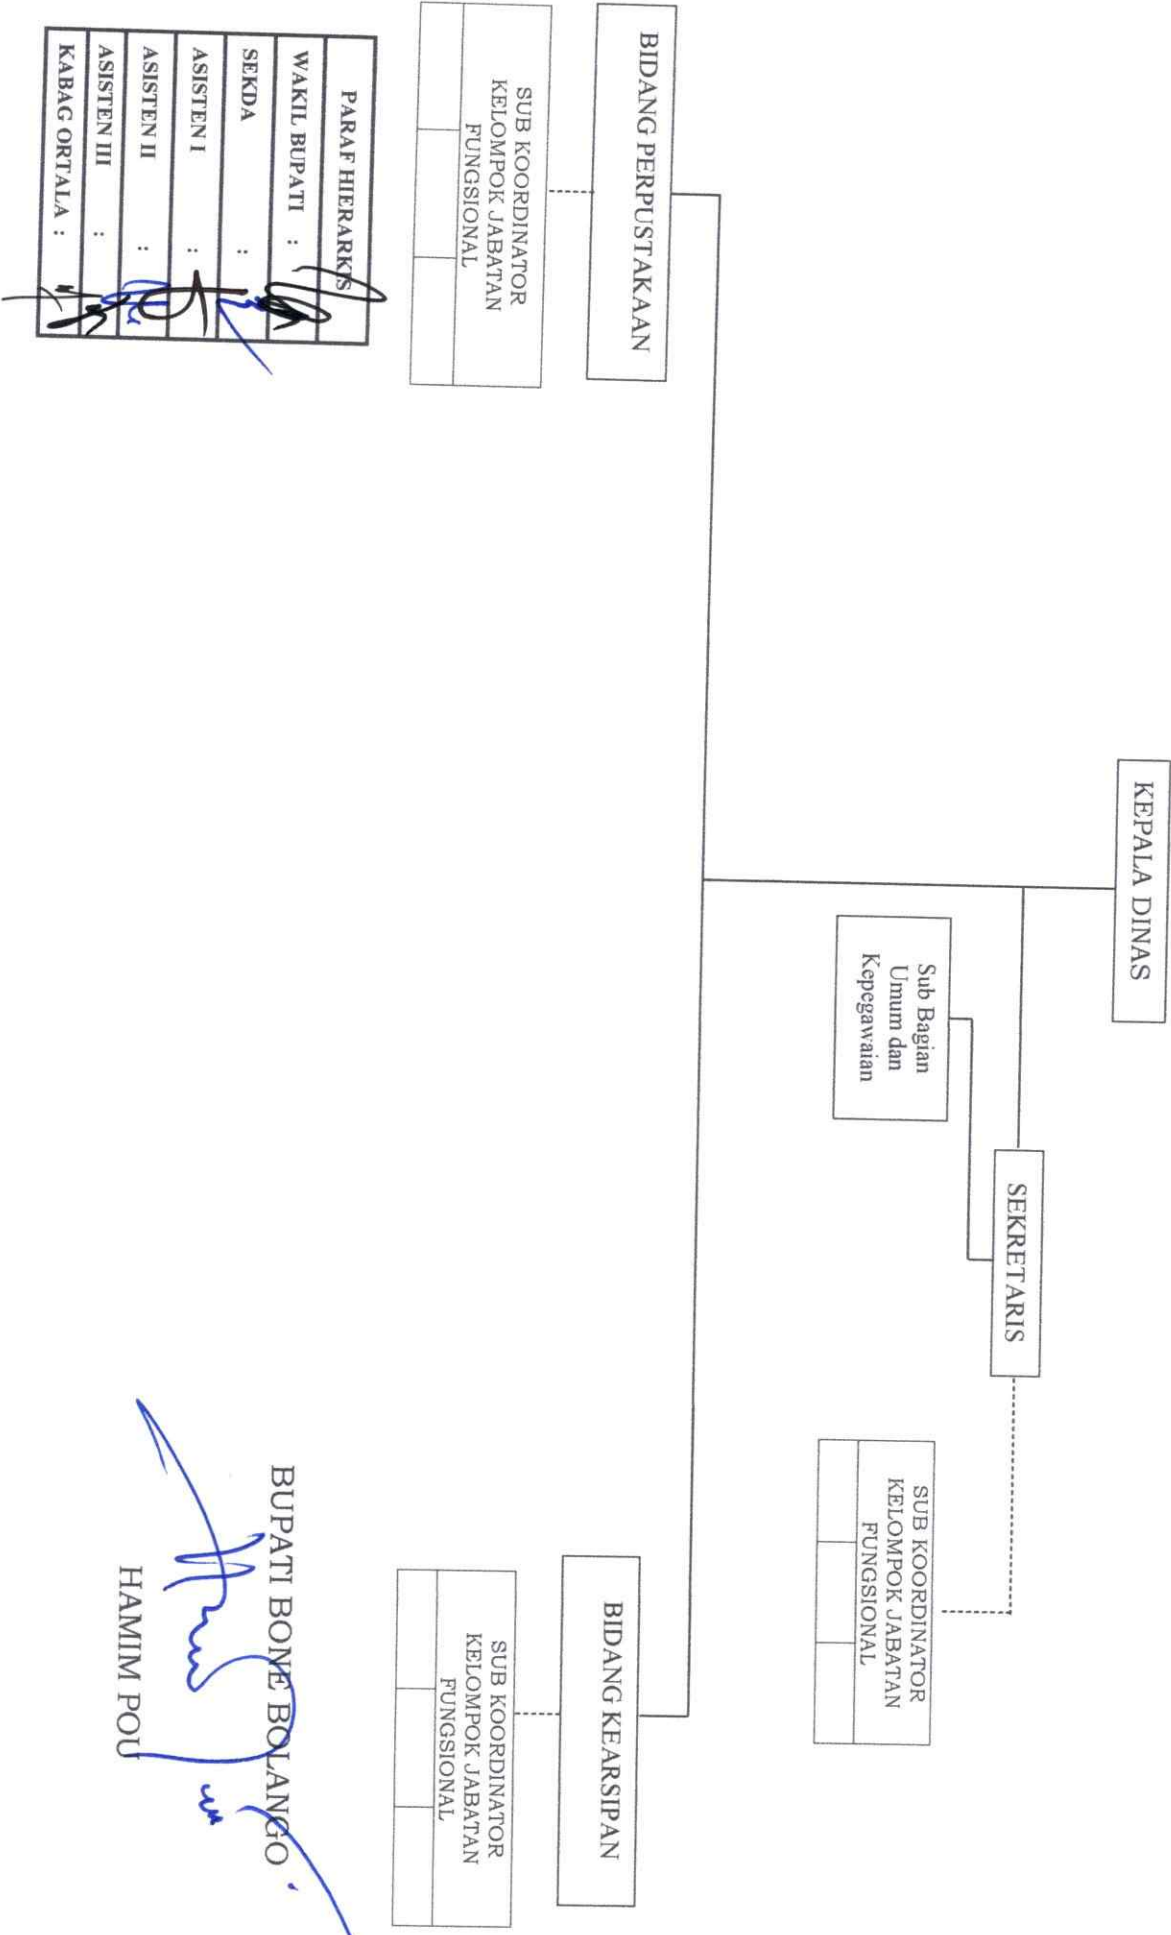 KEPALA DINAS
SEKRETARIS
Sub Bagian
Umum dan
Kepegawaian
SUB KOORDINATOR
KELOMPOK JABATAN
FUNGSIONAL
BIDANG PERPUSTAKAAN
SUB KOORDINATOR
KELOMPOK JABATAN
FUNGSIONAL
BIDANG KEARSIPAN
SUB KOORDINATOR
KELOMPOK JABATAN
FUNGSIONAL
PARAF HIERARKIS
WAKIL BUPATI :
SEKDA :
ASISTEN I :
ASISTEN II :
ASISTEN III :
KABAG ORTALA :
BUPATI BONE BOLANGO
HAMIM POU